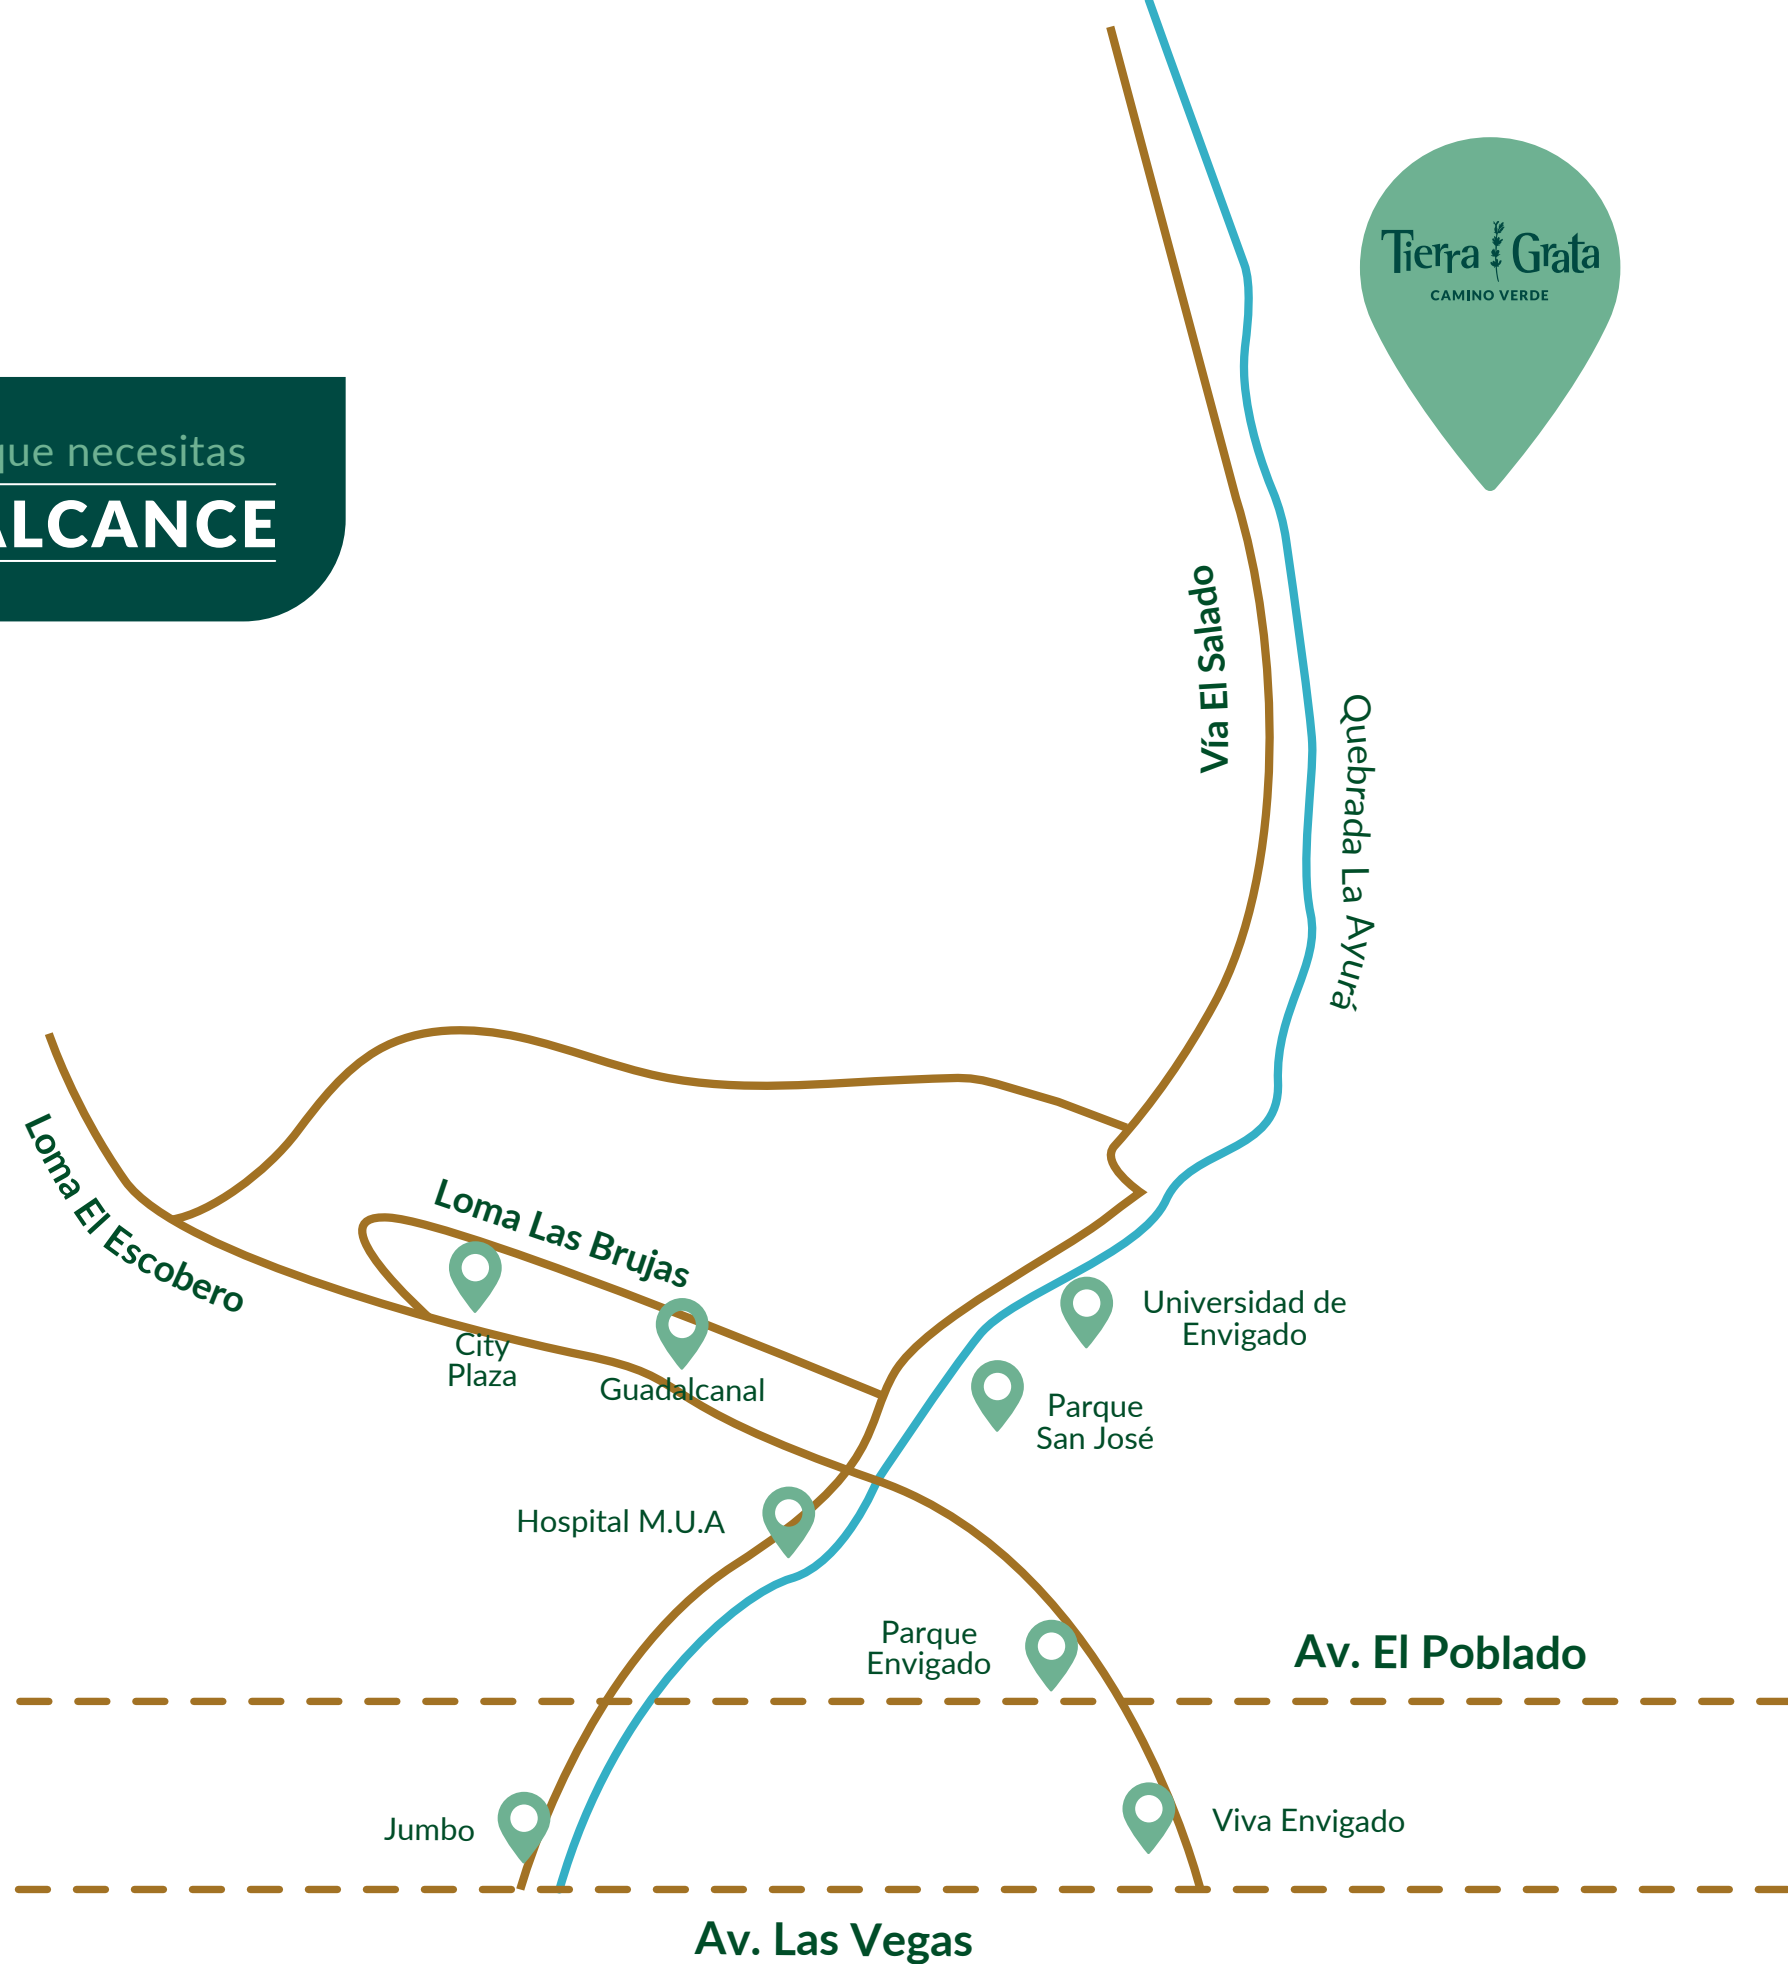 Tierra Grata
CAMINO VERDE
que necesitas
ALCANCE
Vía El Salado
Quebrada La Ayurá
Loma El Escobero
Loma Las Brujas
City
Plaza
Guadalcanal
Universidad de
Envigado
Parque
San José
Hospital M.U.A
Parque
Envigado
Av. El Poblado
Jumbo
Viva Envigado
Av. Las Vegas